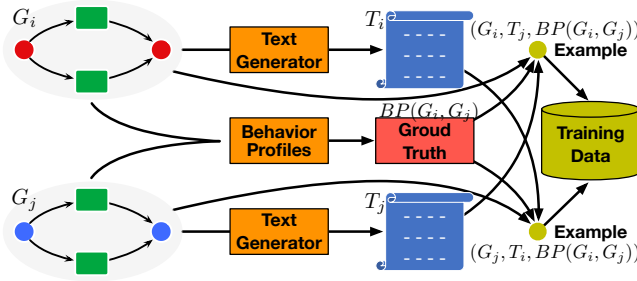 G_i
Text
Generator
T_i
(G_i, T_j, BP(G_i, G_j))
Example
BP(G_i, G_j)
Behavior
Profiles
Groud
Truth
Training
Data
G_j
Text
Generator
T_j
Example
(G_j, T_i, BP(G_i, G_j))